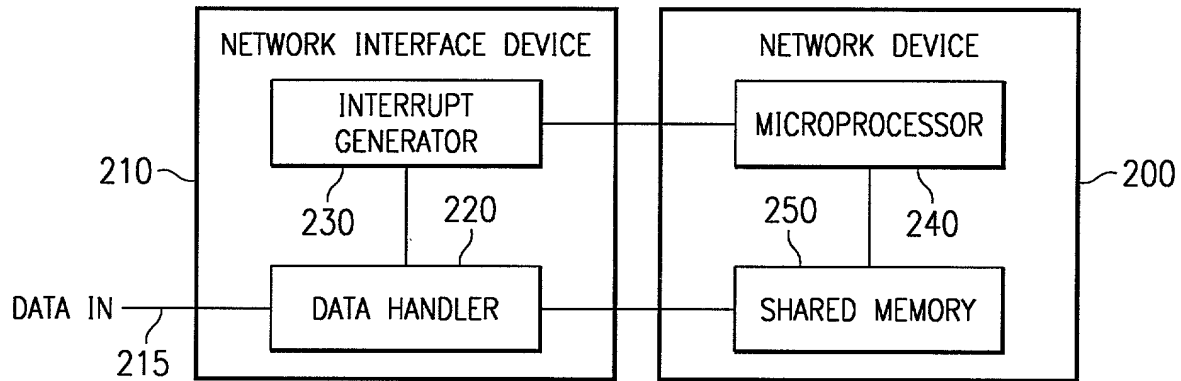 NETWORK INTERFACE DEVICE
NETWORK DEVICE
INTERRUPT
GENERATOR
MICROPROCESSOR
210
230
220
250
240
200
DATA IN
215
DATA HANDLER
SHARED MEMORY